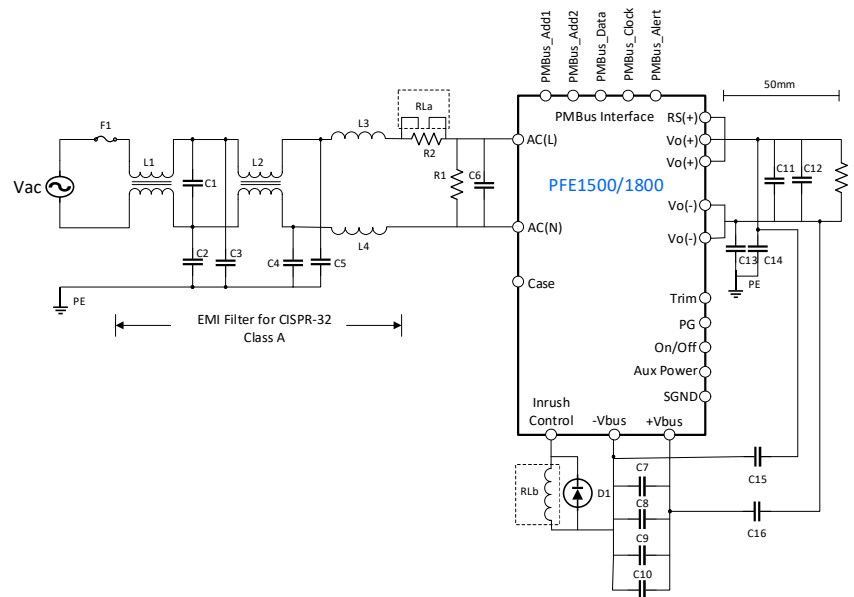 PMBus_Add1
PMBus_Add2
PMBus_Data
PMBus_Clock
PMBus_Alert
50mm
RLa
F1
L3
R2
PMBus Interface
RS(+)
L1
L2
AC(L)
Vo(+)
Vo(+)
C11
C12
Vac
C1
R1
C6
PFE1500/1800
Vo(-)
AC(N)
Vo(-)
L4
C2
C3
C4
C5
C13
C14
PE
Case
PE
Trim
EMI Filter for CISPR-32
Class A
PG
On/Off
Aux Power
SGND
Inrush
Control
-Vbus
+Vbus
C7
C15
RLb
D1
C8
C16
C9
C10